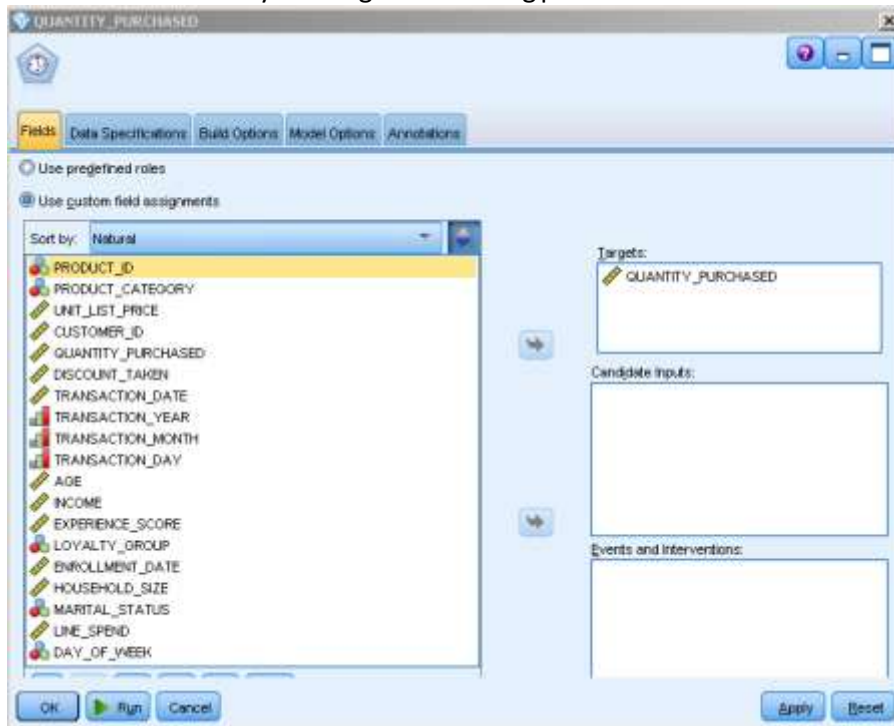 QUANTITY_PURCHASED
Fields Data Specifications Build Options Model Options Annotations
Use predefined roles
Use custom field assignments
Sort by: Natural
PRODUCT_ID
PRODUCT_CATEGORY
UNIT_LIST_PRICE
CUSTOMER_ID
QUANTITY_PURCHASED
DISCOUNT_TAKEN
TRANSACTION_DATE
TRANSACTION_YEAR
TRANSACTION_MONTH
TRANSACTION_DAY
AGE
INCOME
EXPERIENCE_SCORE
LOYALTY_GROUP
ENROLLMENT_DATE
HOUSEHOLD_SIZE
MARITAL_STATUS
LINE_SPEND
DAY_OF_WEEK
Targets:
QUANTITY_PURCHASED
Candidate Inputs:
Events and Interventions:
OK Run Cancel Apply Reset